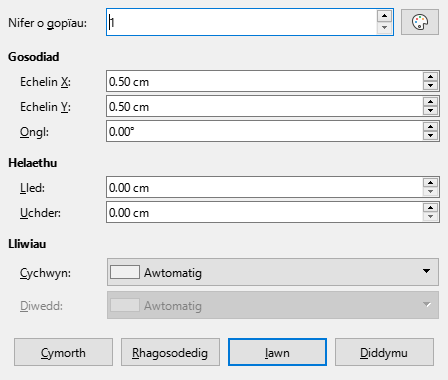 Nifer o gopïau: 1
Gosodiad
Echelin X: 0.50 cm
Echelin Y: 0.50 cm
Ongl: 0.00°
Helaethu
Lled: 0.00 cm
Uchder: 0.00 cm
Lliwiau
Cychwyn: Awtomatig
Diwedd: Awtomatig
Cymorth Rhagosodedig Iawn Diddymu